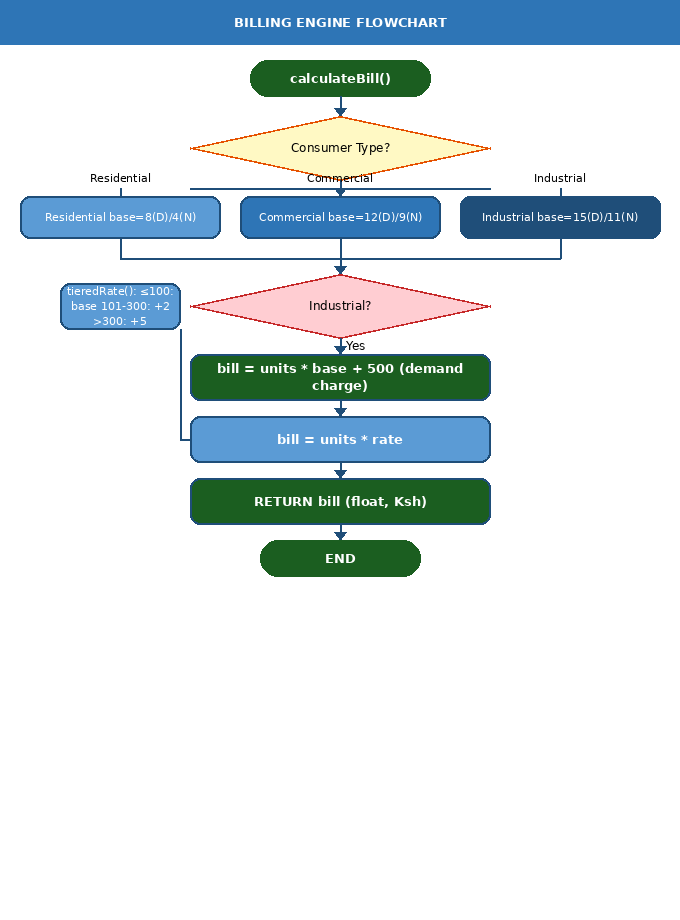 BILLING ENGINE FLOWCHART
calculateBill()
Consumer Type?
Residential
Commercial
Industrial
Residential base=8(D)/4(N)
Commercial base=12(D)/9(N)
Industrial base=15(D)/11(N)
tieredRate(): ≤100:
base 101-300: +2
>300: +5
Industrial?
Yes
bill = units * base + 500 (demand
charge)
bill = units * rate
RETURN bill (float, Ksh)
END